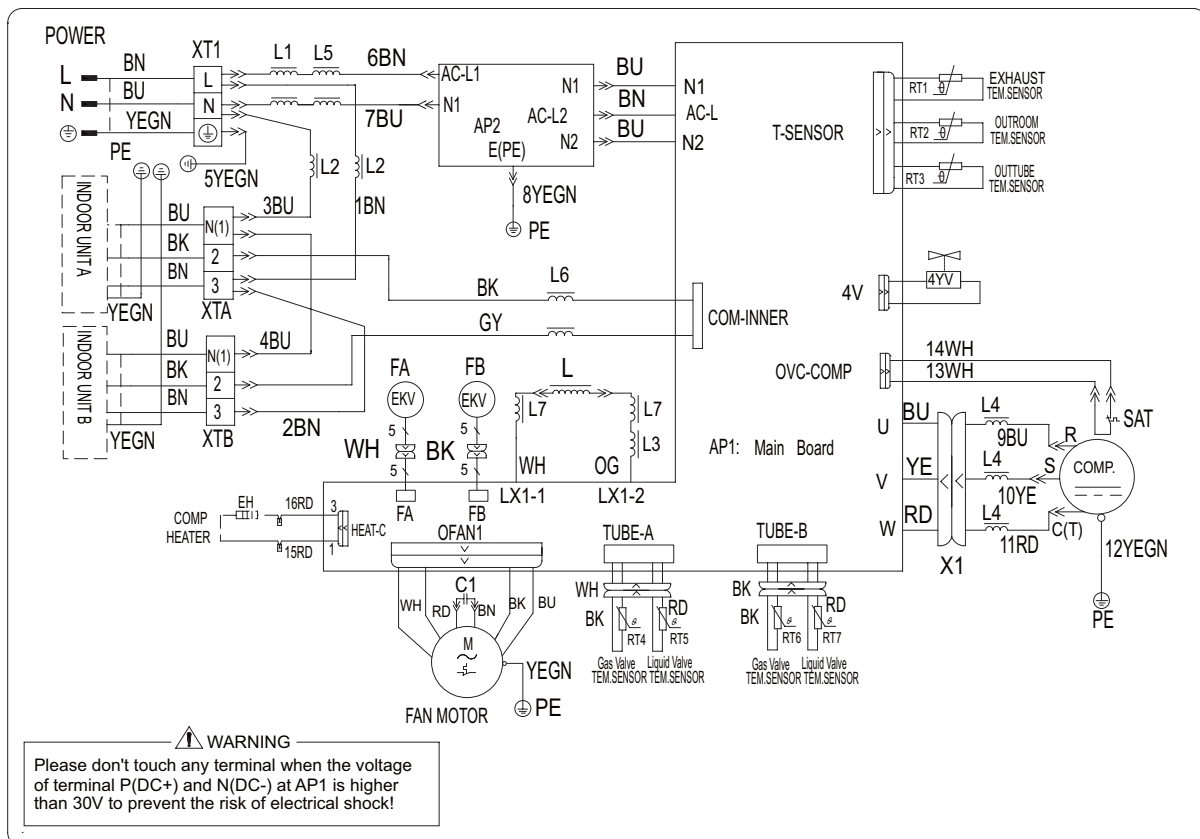 POWER
L
BN
N
BU
YEGN
PE
XT1
L
N
L1
L5
6BN
7BU
5YEGN
L2
L2
3BU
1BN
AC-L1
N1
AP2
E(PE)
N1
AC-L2
N2
8YEGN
PE
BU
BN
BU
N1
AC-L
N2
T-SENSOR
RT1
θ
EXHAUST
TEM.SENSOR
RT2
θ
OUTROOM
TEM.SENSOR
RT3
θ
OUTTUBE
TEM.SENSOR
INDOOR UNIT A
BU
BK
BN
YEGN
N(1)
2
3
XTA
BK
L6
GY
COM-INNER
4V
4YV
INDOOR UNIT B
BU
BK
BN
YEGN
N(1)
2
3
XTB
4BU
2BN
FA
EKV
5
WH
5
FA
FB
EKV
5
BK
5
FB
L
L7
WH
LX1-1
L7
L3
OG
LX1-2
AP1: Main Board
OVC-COMP
14WH
13WH
SAT
U
BU
L4
9BU
R
V
YE
L4
10YE
S
W
RD
L4
11RD
C(T)
X1
COMP.
12YEGN
PE
COMP
HEATER
EH
16RD
15RD
3
1
HEAT-C
OFAN1
WH
RD
C1
BN
BK
BU
M
YEGN
PE
FAN MOTOR
TUBE-A
WH
BK
RD
θ
RT4
θ
RT5
Gas Valve
TEM.SENSOR
Liquid Valve
TEM.SENSOR
TUBE-B
BK
BK
RD
θ
RT6
θ
RT7
Gas Valve
TEM.SENSOR
Liquid Valve
TEM.SENSOR
WARNING
Please don't touch any terminal when the voltage
of terminal P(DC+) and N(DC-) at AP1 is higher
than 30V to prevent the risk of electrical shock!